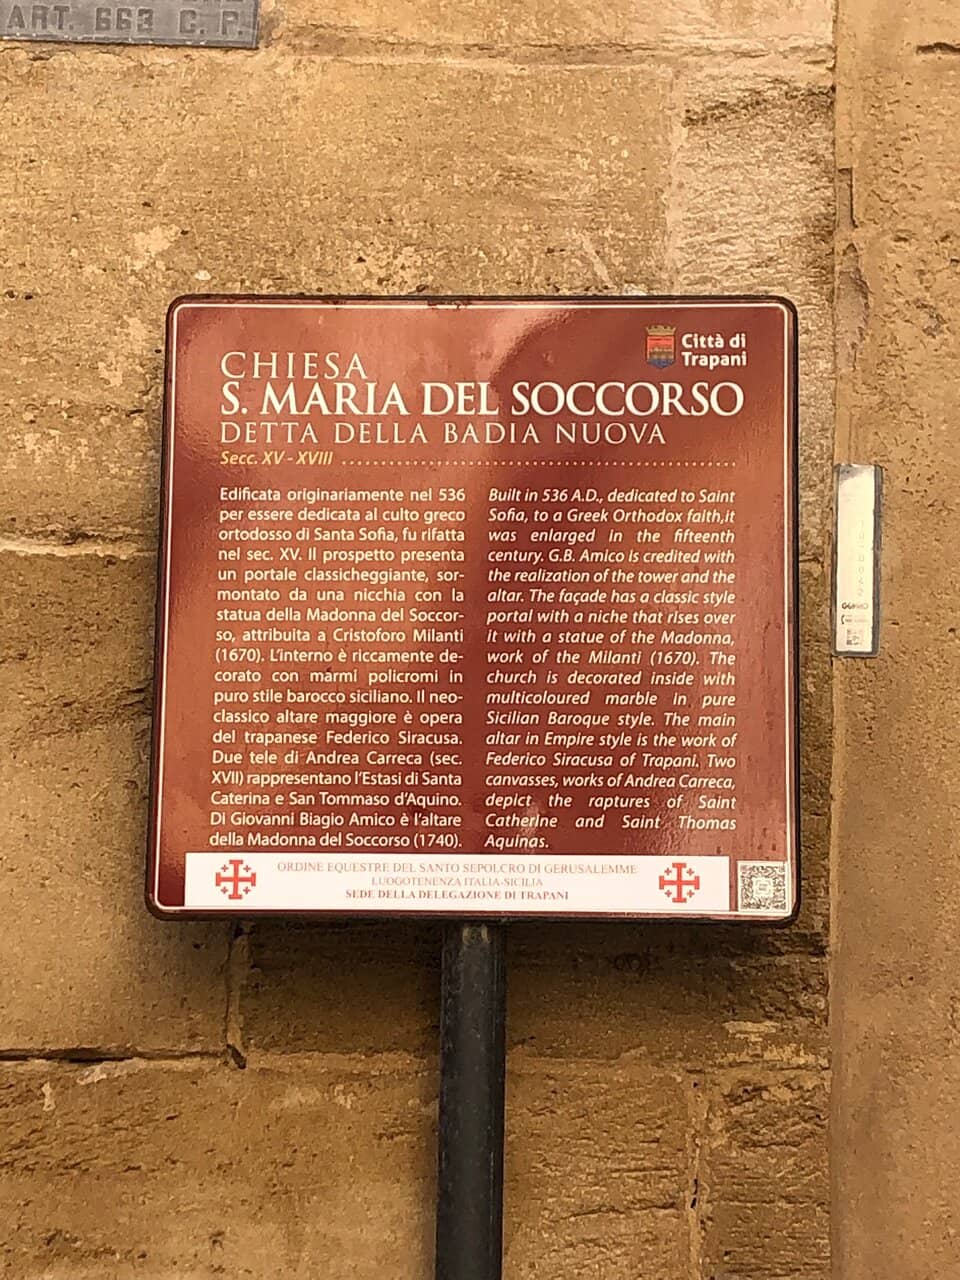 ART. 663 C. P.
Città di
Trapani
CHIESA
S. MARIA DEL SOCCORSO
DETTA DELLA BADIA NUOVA
Secc. XV - XVIII
Edificata originariamente nel 536
per essere dedicata al culto greco
ortodosso di Santa Sofia, fu rifatta
nel sec. XV. Il prospetto presenta
un portale classicheggiante, sor-
montato da una nicchia con la
statua della Madonna del Soccor-
so, attribuita a Cristoforo Milanti
(1670). L'interno è riccamente de-
corato con marmi policromi in
puro stile barocco siciliano. Il neo-
classico altare maggiore è opera
del trapanese Federico Siracusa.
Due tele di Andrea Carreca (sec.
XVII) rappresentano l'Estasi di Santa
Caterina e San Tommaso d'Aquino.
Di Giovanni Biagio Amico è l'altare
della Madonna del Soccorso (1740).
Built in 536 A.D., dedicated to Saint
Sofia, to a Greek Orthodox faith,it
was enlarged in the fifteenth
century. G.B. Amico is credited with
the realization of the tower and the
altar. The façade has a classic style
portal with a niche that rises over
it with a statue of the Madonna,
work of the Milanti (1670). The
church is decorated inside with
multicoloured marble in pure
Sicilian Baroque style. The main
altar in Empire style is the work of
Federico Siracusa of Trapani. Two
canvasses, works of Andrea Carreca,
depict the raptures of Saint
Catherine and Saint Thomas
Aquinas.
ORDINE EQUESTRE DEL SANTO SEPOLCRO DI GERUSALEMME
LUOGOTENENZA ITALIA-SICILIA
SEDE DELLA DELEGAZIONE DI TRAPANI